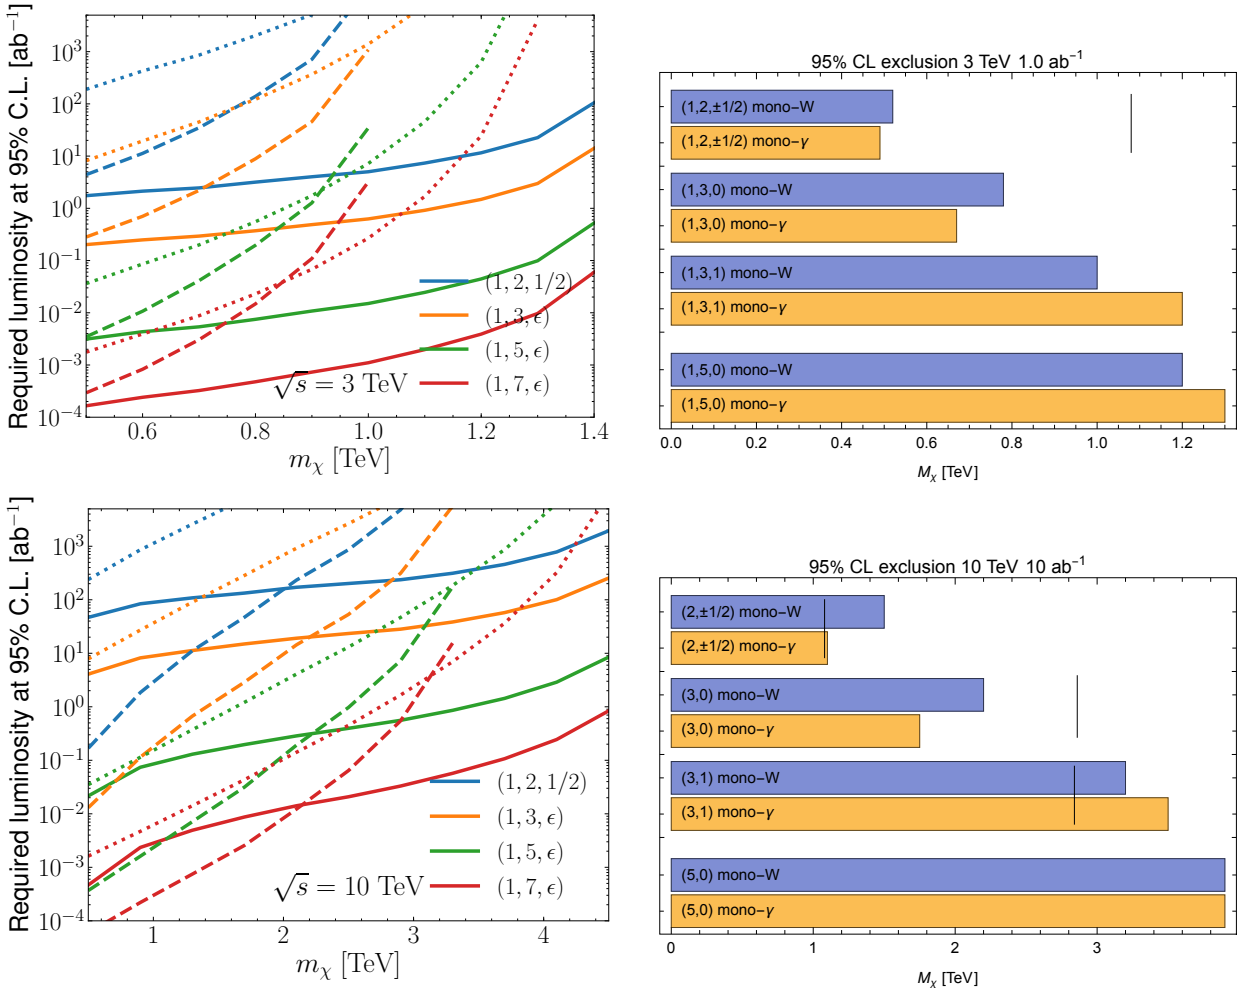 Required luminosity at 95% C.L. [ab⁻¹]
10³
10²
10¹
10⁰
10⁻¹
10⁻²
10⁻³
10⁻⁴
(1, 2, 1/2)
(1, 3, ϵ)
(1, 5, ϵ)
(1, 7, ϵ)
√s = 3 TeV
0.6 0.8 1.0 1.2 1.4
mχ [TeV]
95% CL exclusion 3 TeV 1.0 ab⁻¹
(1,2,±1/2) mono-W
(1,2,±1/2) mono-γ
(1,3,0) mono-W
(1,3,0) mono-γ
(1,3,1) mono-W
(1,3,1) mono-γ
(1,5,0) mono-W
(1,5,0) mono-γ
0.0 0.2 0.4 0.6 0.8 1.0 1.2
Mχ [TeV]
Required luminosity at 95% C.L. [ab⁻¹]
10³
10²
10¹
10⁰
10⁻¹
10⁻²
10⁻³
10⁻⁴
(1, 2, 1/2)
(1, 3, ϵ)
(1, 5, ϵ)
(1, 7, ϵ)
√s = 10 TeV
1 2 3 4
mχ [TeV]
95% CL exclusion 10 TeV 10 ab⁻¹
(2,±1/2) mono-W
(2,±1/2) mono-γ
(3,0) mono-W
(3,0) mono-γ
(3,1) mono-W
(3,1) mono-γ
(5,0) mono-W
(5,0) mono-γ
0 1 2 3
Mχ [TeV]